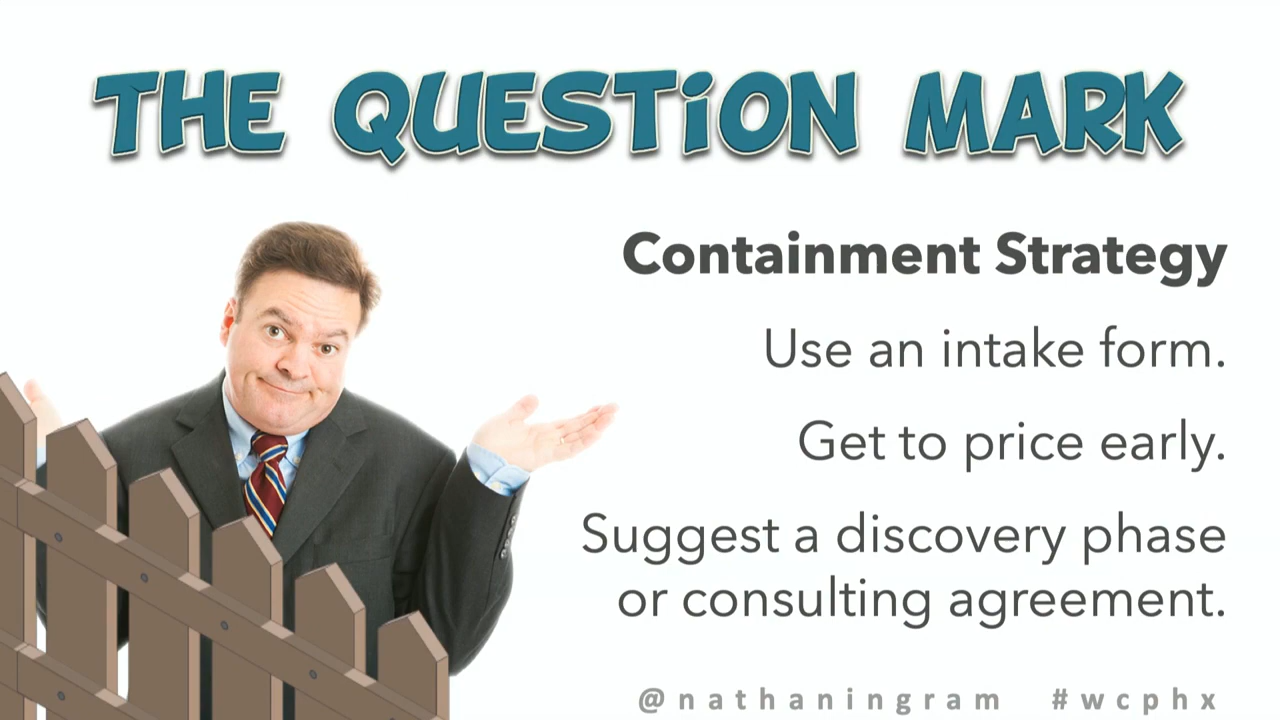 THE QUESTiON MARK
Containment Strategy
Use an intake form.
Get to price early.
Suggest a discovery phase
or consulting agreement.
@nathaningram #wcphx